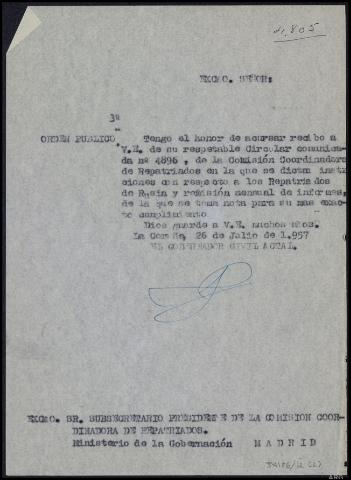 4,805
EXCMO. SEÑOR:
3ª
ORDEN PUBLICO. Tengo el honor de acusar recibo a
V.E. de su respetable Circular comunica-
da nº 4896, de la Comisión Coordinadora
de Repatriados en la que se dictan instr
cciones con respecto a los Repatriados
de Rusia y remisión mensual de informes,
de la que se toma nota para su mas exac-
to cumplimiento
Dios guarde a V.E. muchos años.
La Coruña, 26 de Julio de 1.957
EL GOBERNADOR CIVIL ACTAL.
EXCMO. SR. SUBSECRETARIO PRESIDENTE DE LA COMISION COOR-
DINADORA DE REPATRIADOS.
Ministerio de la Gobernación MADRID